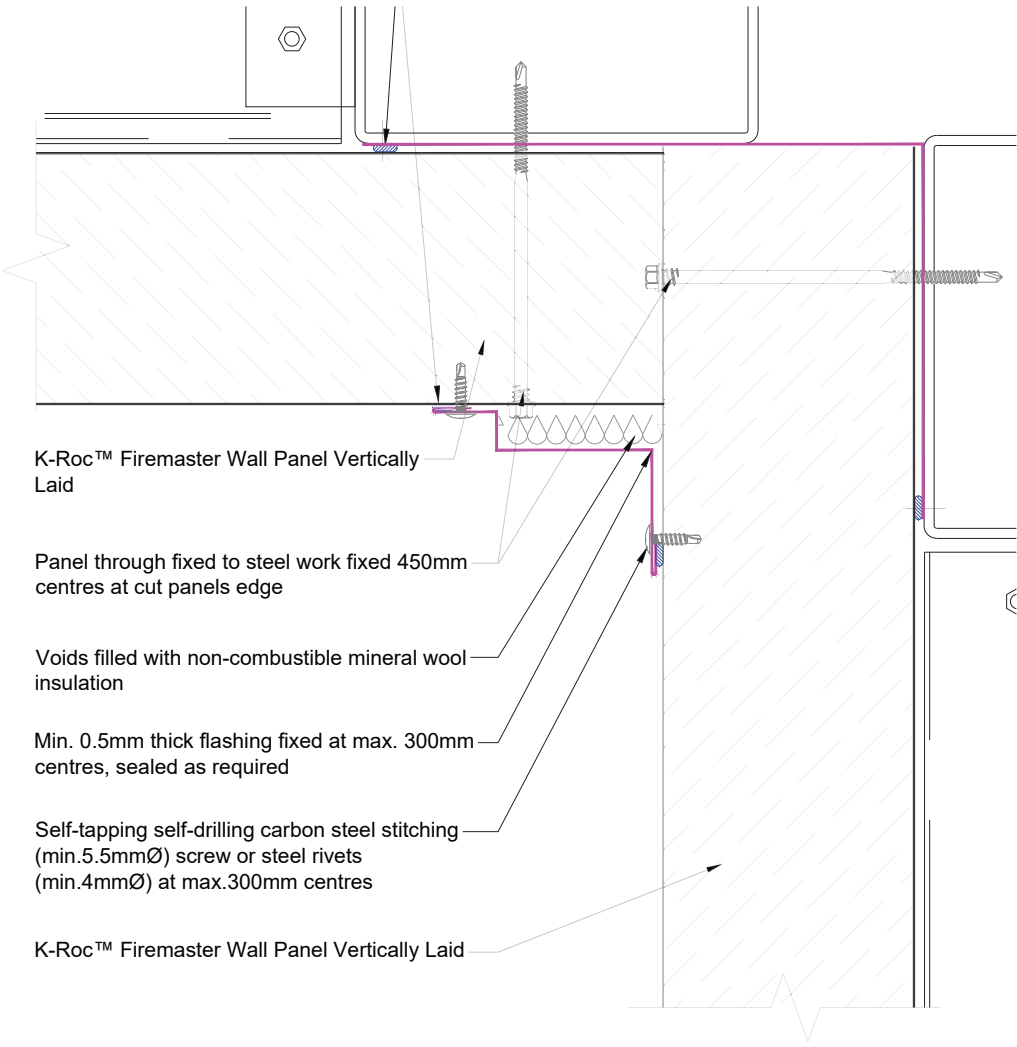 K-Roc™ Firemaster Wall Panel Vertically
Laid
Panel through fixed to steel work fixed 450mm
centres at cut panels edge
Voids filled with non-combustible mineral wool
insulation
Min. 0.5mm thick flashing fixed at max. 300mm
centres, sealed as required
Self-tapping self-drilling carbon steel stitching
(min.5.5mmØ) screw or steel rivets
(min.4mmØ) at max.300mm centres
K-Roc™ Firemaster Wall Panel Vertically Laid